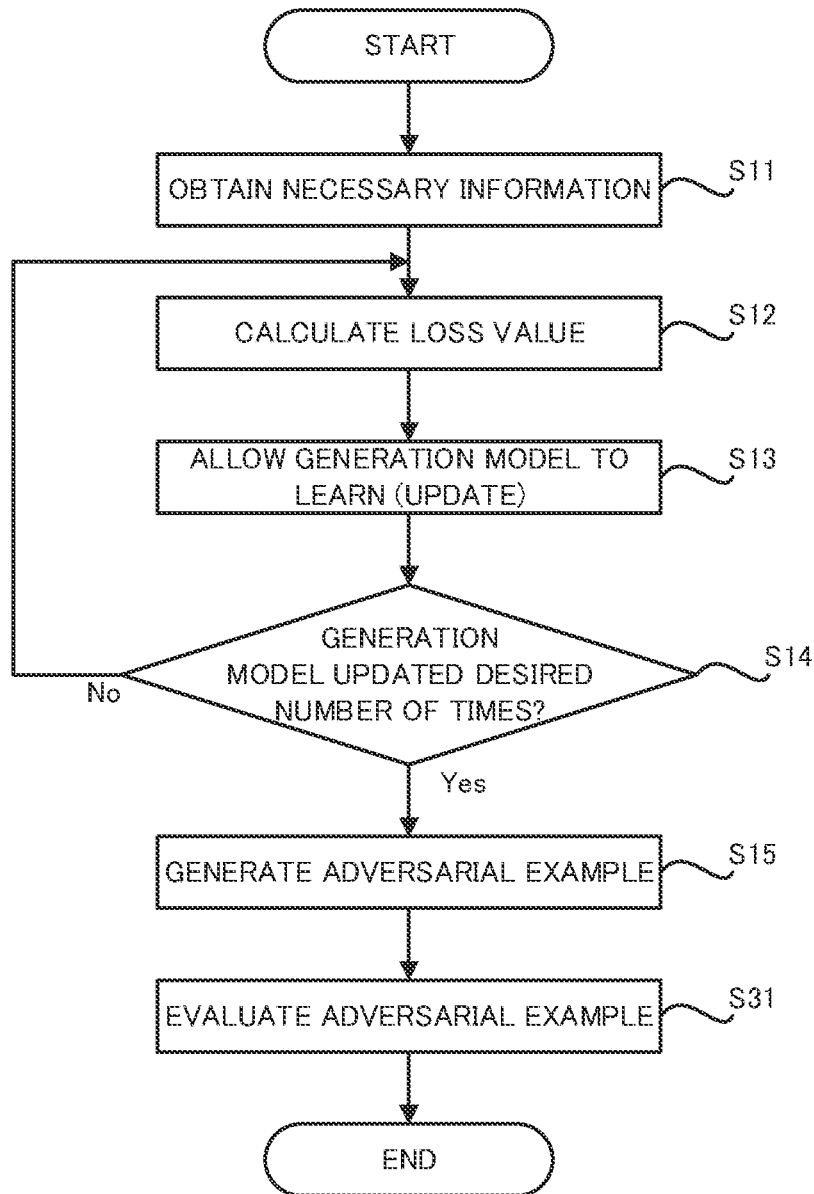 START
OBTAIN NECESSARY INFORMATION
S11
CALCULATE LOSS VALUE
S12
ALLOW GENERATION MODEL TO
LEARN (UPDATE)
S13
GENERATION
MODEL UPDATED DESIRED
NUMBER OF TIMES?
S14
No
Yes
GENERATE ADVERSARIAL EXAMPLE
S15
EVALUATE ADVERSARIAL EXAMPLE
S31
END